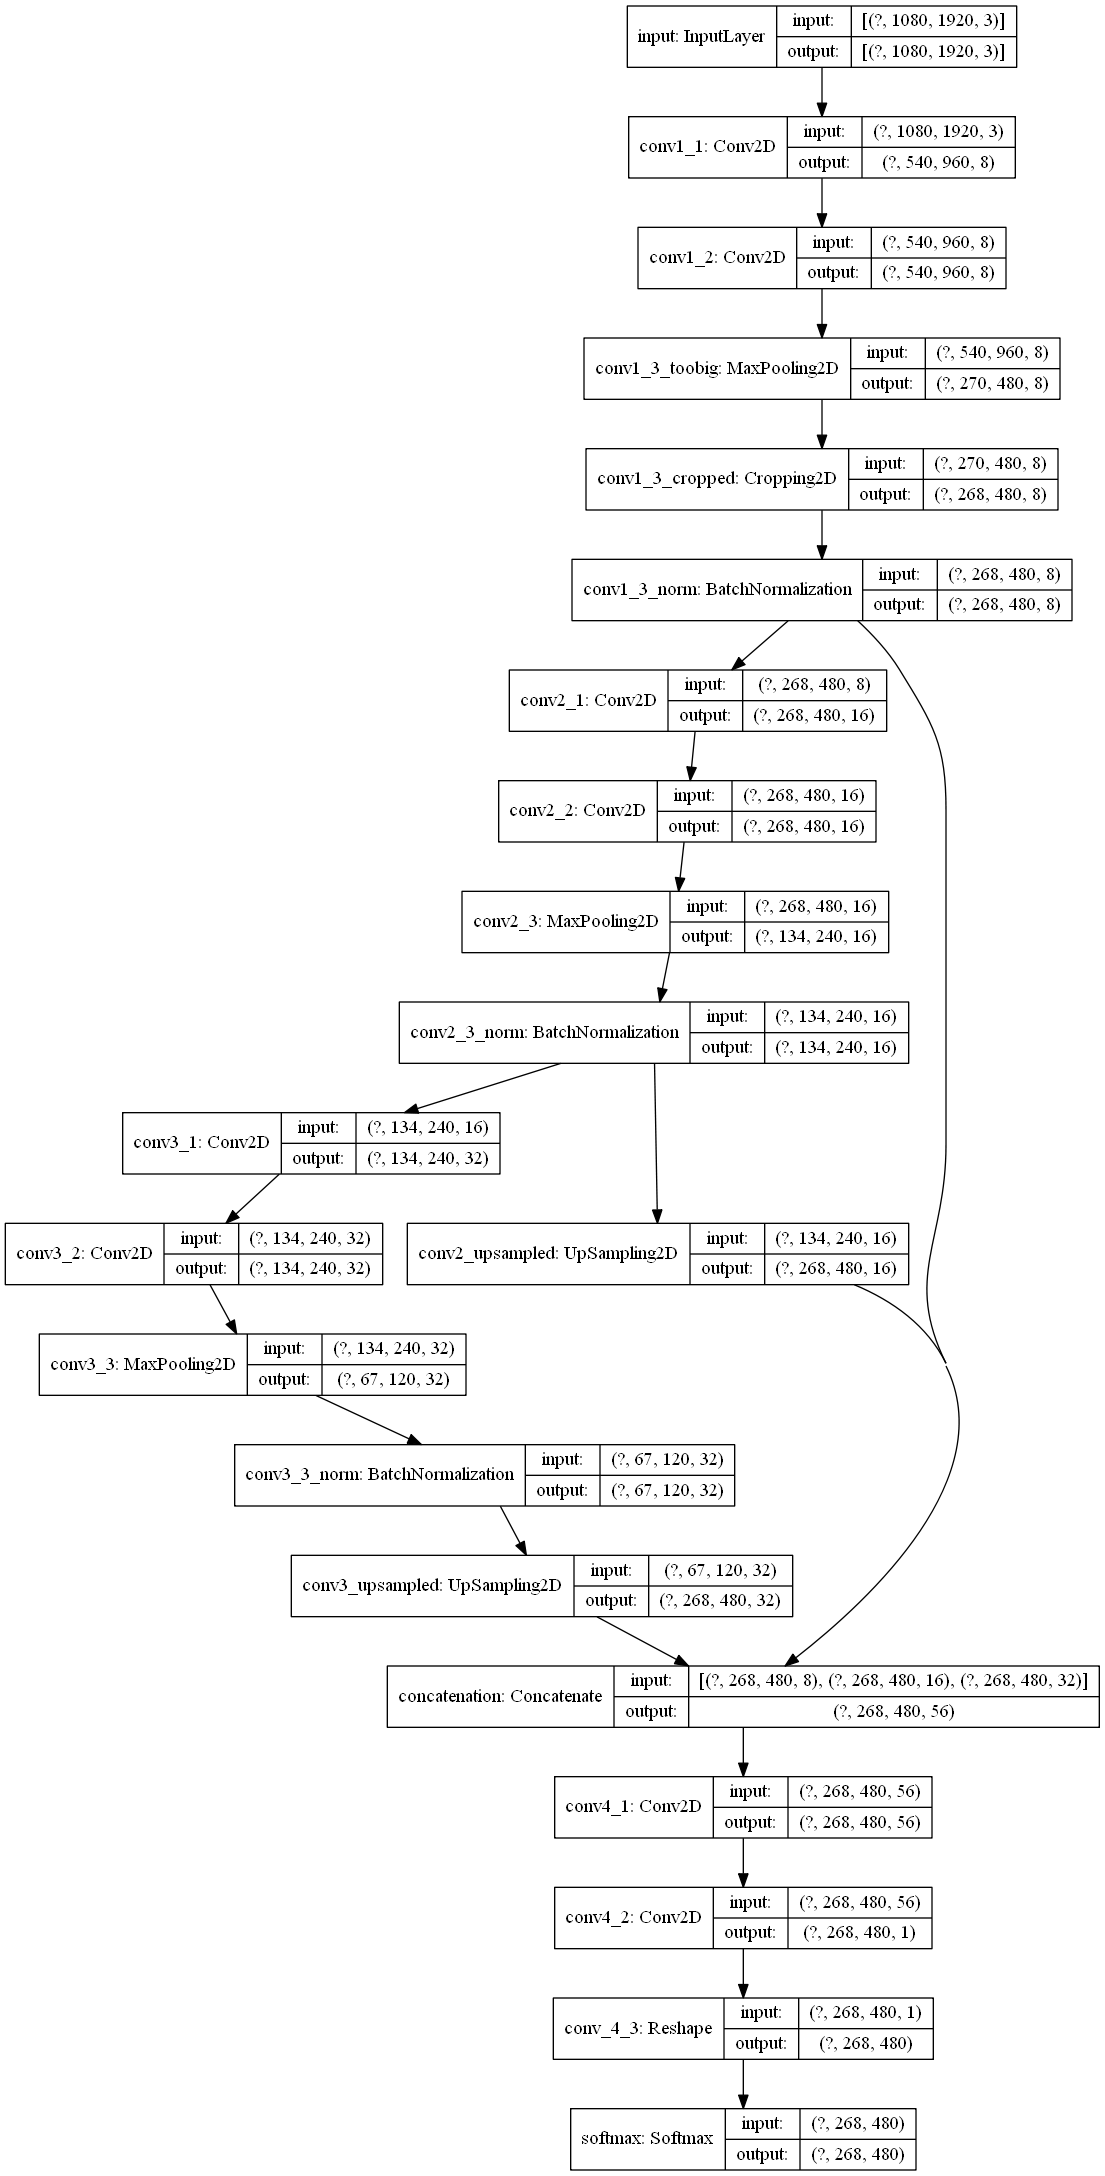 input: InputLayer
input: [(?, 1080, 1920, 3)]
output: [(?, 1080, 1920, 3)]
conv1_1: Conv2D
input: (?, 1080, 1920, 3)
output: (?, 540, 960, 8)
conv1_2: Conv2D
input: (?, 540, 960, 8)
output: (?, 540, 960, 8)
conv1_3_toobig: MaxPooling2D
input: (?, 540, 960, 8)
output: (?, 270, 480, 8)
conv1_3_cropped: Cropping2D
input: (?, 270, 480, 8)
output: (?, 268, 480, 8)
conv1_3_norm: BatchNormalization
input: (?, 268, 480, 8)
output: (?, 268, 480, 8)
conv2_1: Conv2D
input: (?, 268, 480, 8)
output: (?, 268, 480, 16)
conv2_2: Conv2D
input: (?, 268, 480, 16)
output: (?, 268, 480, 16)
conv2_3: MaxPooling2D
input: (?, 268, 480, 16)
output: (?, 134, 240, 16)
conv2_3_norm: BatchNormalization
input: (?, 134, 240, 16)
output: (?, 134, 240, 16)
conv3_1: Conv2D
input: (?, 134, 240, 16)
output: (?, 134, 240, 32)
conv3_2: Conv2D
input: (?, 134, 240, 32)
output: (?, 134, 240, 32)
conv2_upsampled: UpSampling2D
input: (?, 134, 240, 16)
output: (?, 268, 480, 16)
conv3_3: MaxPooling2D
input: (?, 134, 240, 32)
output: (?, 67, 120, 32)
conv3_3_norm: BatchNormalization
input: (?, 67, 120, 32)
output: (?, 67, 120, 32)
conv3_upsampled: UpSampling2D
input: (?, 67, 120, 32)
output: (?, 268, 480, 32)
concatenation: Concatenate
input: [(?, 268, 480, 8), (?, 268, 480, 16), (?, 268, 480, 32)]
output: (?, 268, 480, 56)
conv4_1: Conv2D
input: (?, 268, 480, 56)
output: (?, 268, 480, 56)
conv4_2: Conv2D
input: (?, 268, 480, 56)
output: (?, 268, 480, 1)
conv_4_3: Reshape
input: (?, 268, 480, 1)
output: (?, 268, 480)
softmax: Softmax
input: (?, 268, 480)
output: (?, 268, 480)